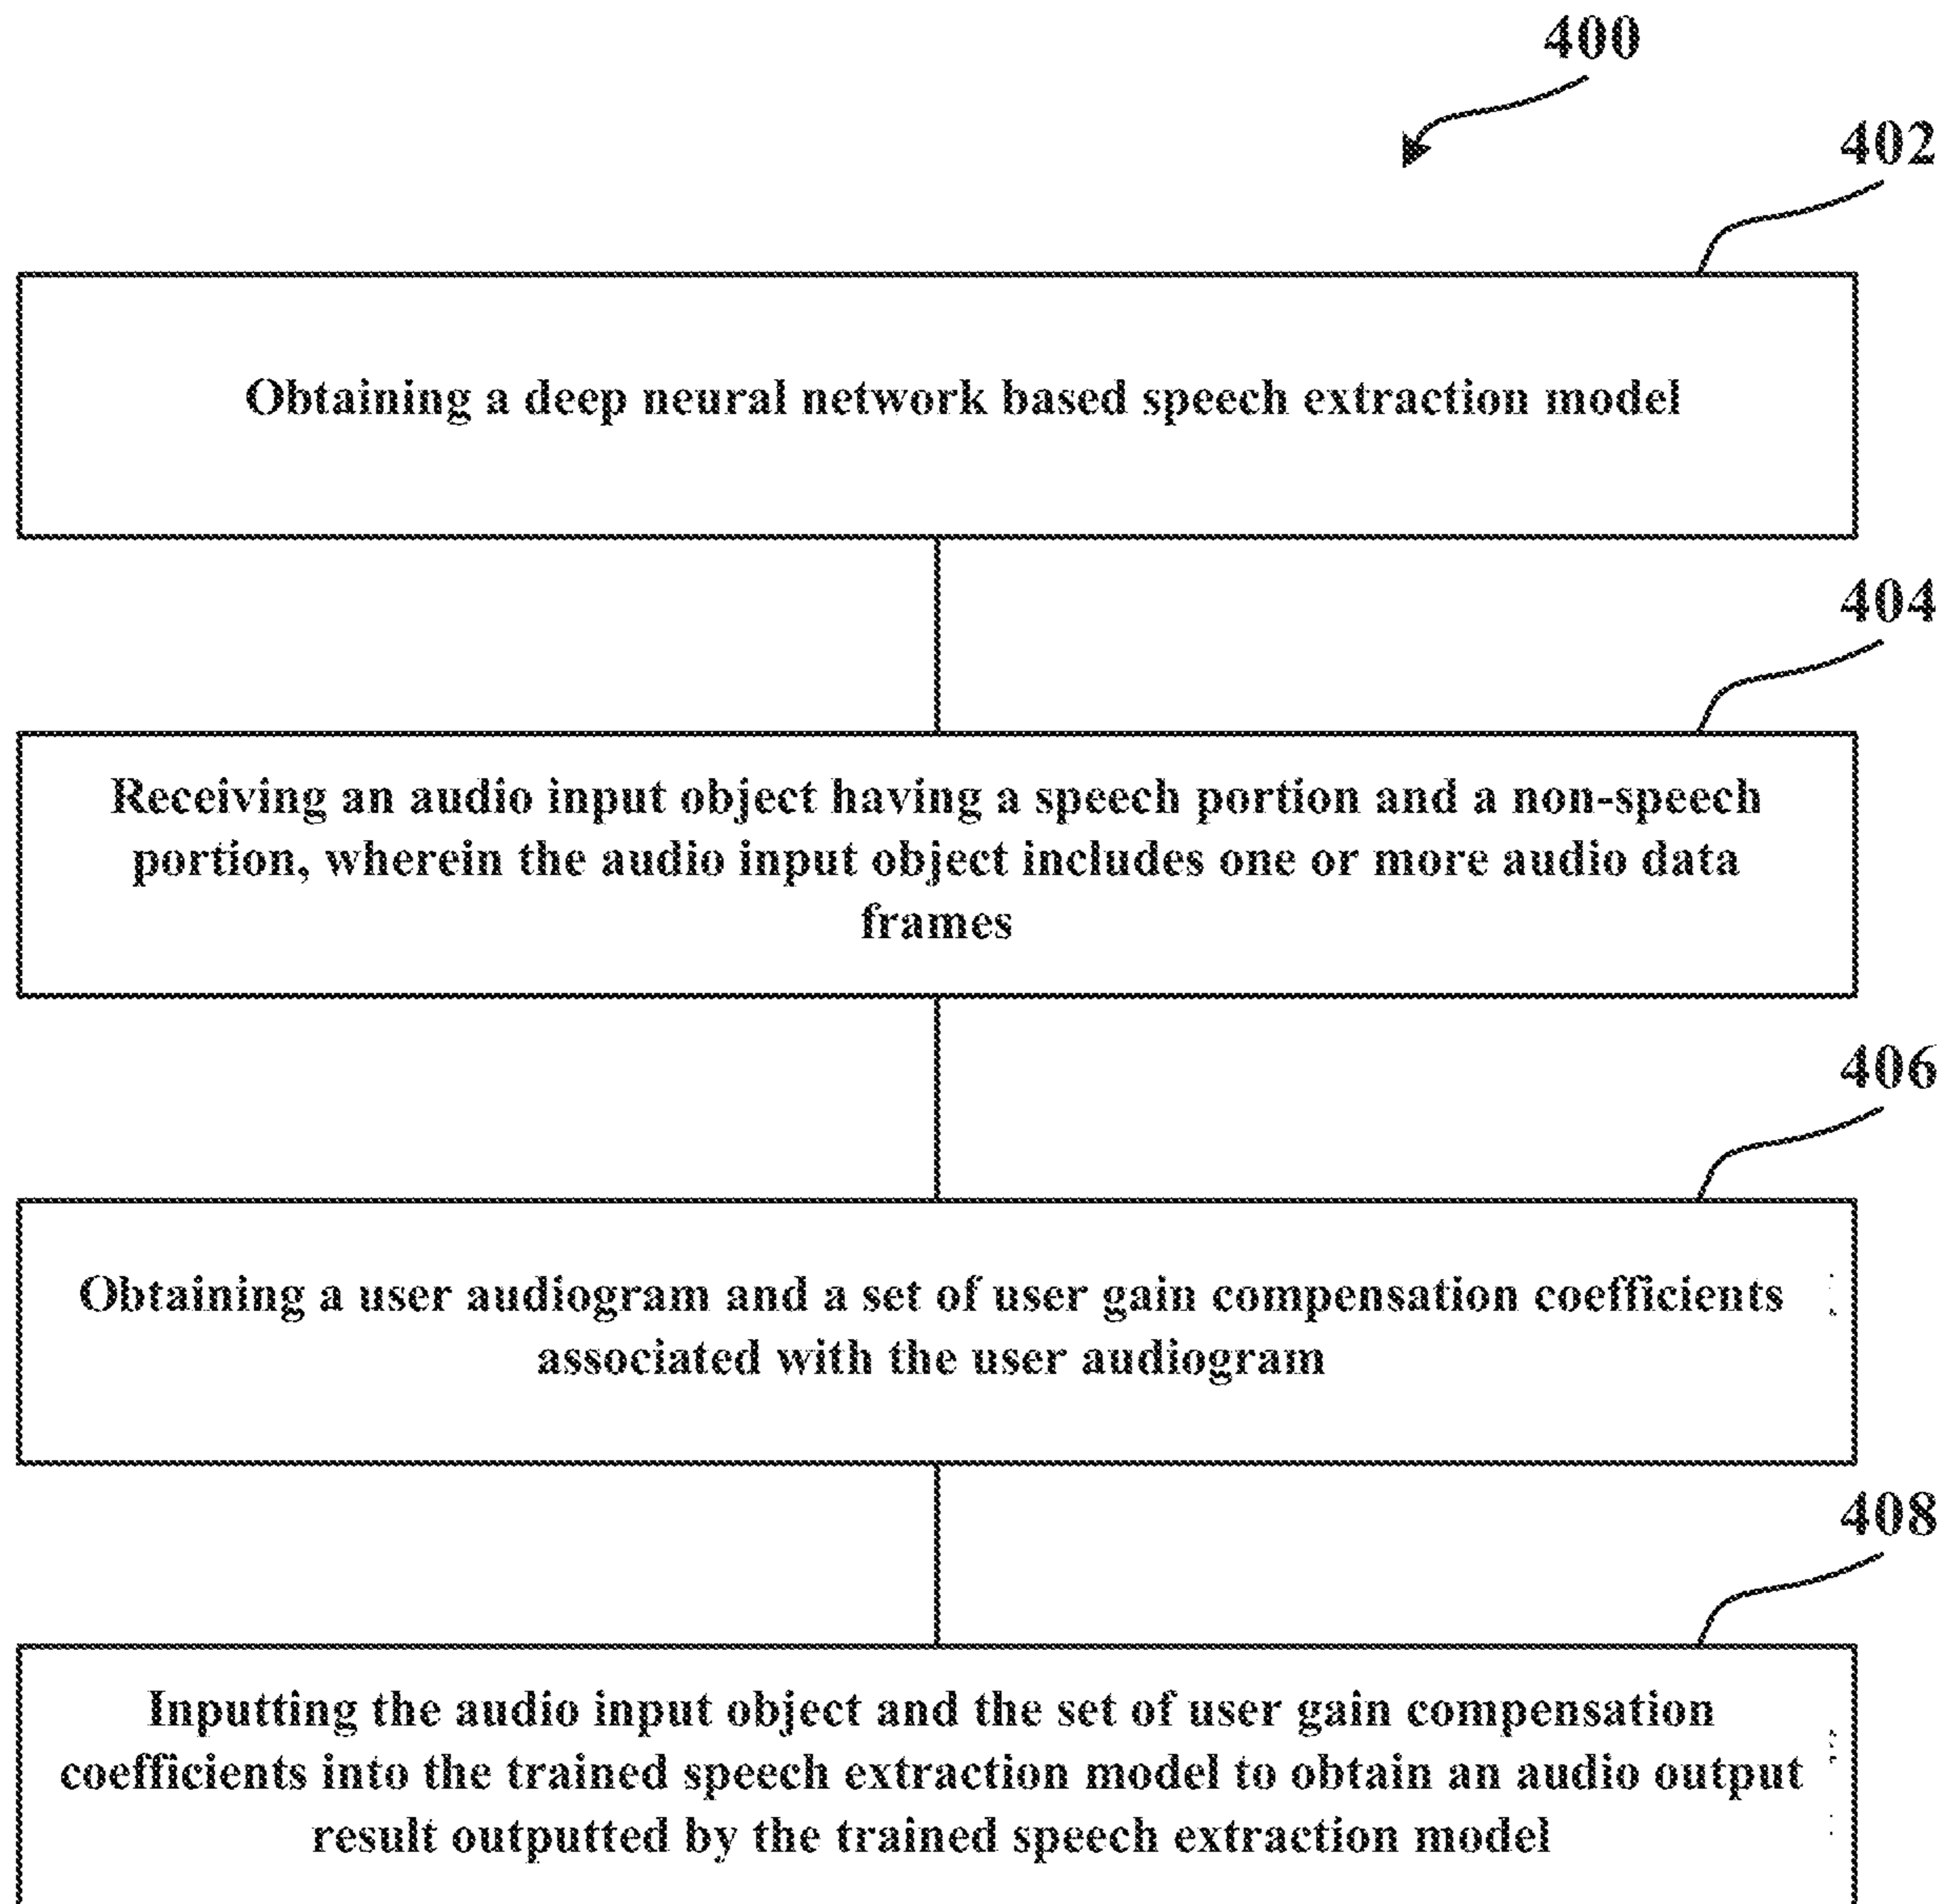 400
402
Obtaining a deep neural network based speech extraction model
404
Receiving an audio input object having a speech portion and a non-speech
portion, wherein the audio input object includes one or more audio data
frames
406
Obtaining a user audiogram and a set of user gain compensation coefficients
associated with the user audiogram
408
Inputting the audio input object and the set of user gain compensation
coefficients into the trained speech extraction model to obtain an audio output
result outputted by the trained speech extraction model